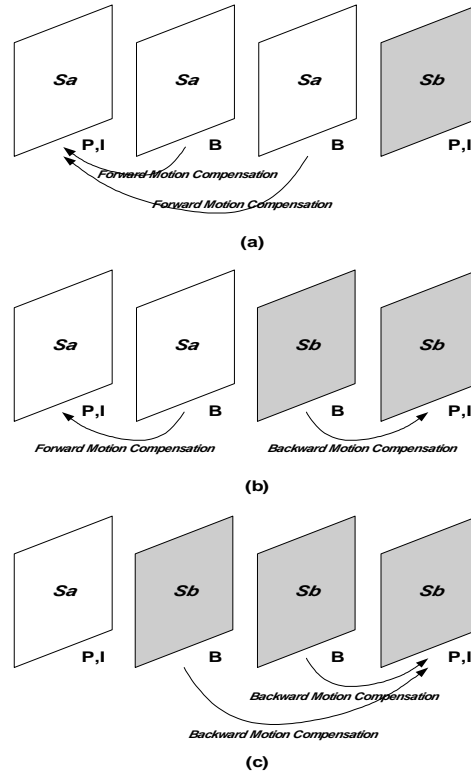 Sa Sa Sa Sb
P,I B B P,I
Forward Motion Compensation
Forward Motion Compensation
(a)
Sa Sa Sb Sb
P,I B B P,I
Forward Motion Compensation Backward Motion Compensation
(b)
Sa Sb Sb Sb
P,I B B P,I
Backward Motion Compensation
Backward Motion Compensation
(c)